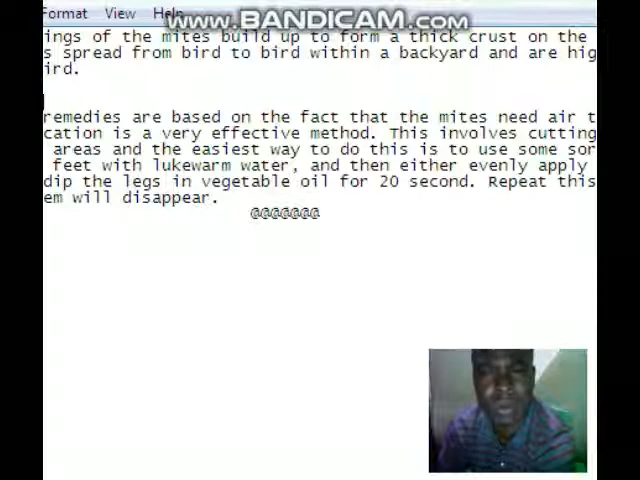 Format View Help
www.BANDICAM.com
ings of the mites build up to form a thick crust on the
s spread from bird to bird within a backyard and are hig
ird.
remedies are based on the fact that the mites need air t
cation is a very effective method. This involves cutting
areas and the easiest way to do this is to use some sor
feet with lukewarm water, and then either evenly apply
dip the legs in vegetable oil for 20 second. Repeat this
em will disappear.
@@@@@@@